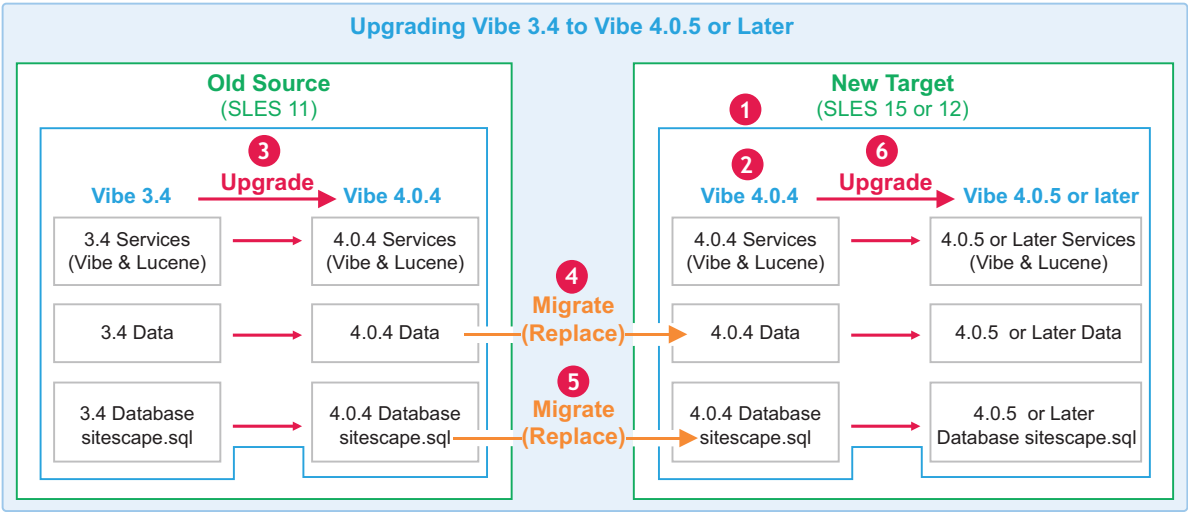 Upgrading Vibe 3.4 to Vibe 4.0.5 or Later
Old Source
(SLES 11)
3
Upgrade
Vibe 3.4
Vibe 4.0.4
3.4 Services
(Vibe & Lucene)
4.0.4 Services
(Vibe & Lucene)
3.4 Data
4.0.4 Data
3.4 Database
sitescape.sql
4.0.4 Database
sitescape.sql
4
Migrate
(Replace)
5
Migrate
(Replace)
New Target
(SLES 15 or 12)
1
2
6
Upgrade
Vibe 4.0.4
Vibe 4.0.5 or later
4.0.4 Services
(Vibe & Lucene)
4.0.5 or Later Services
(Vibe & Lucene)
4.0.4 Data
4.0.5 or Later Data
4.0.4 Database
sitescape.sql
4.0.5 or Later
Database sitescape.sql